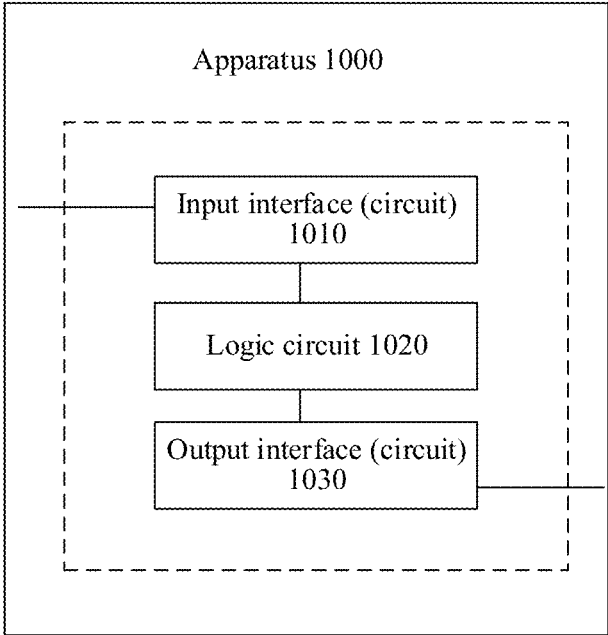 Apparatus 1000
Input interface (circuit)
1010
Logic circuit 1020
Output interface (circuit)
1030